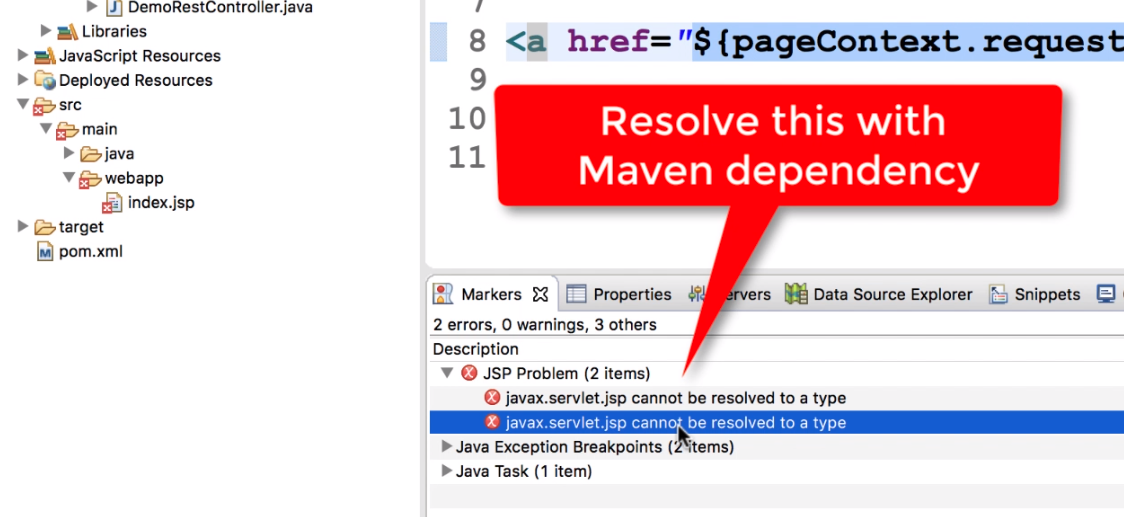 DemoRestController.java
Libraries
JavaScript Resources
Deployed Resources
src
main
java
webapp
index.jsp
target
pom.xml
8 <a href="${pageContext.request
9
10
11
Resolve this with
Maven dependency
Markers Properties Servers Data Source Explorer Snippets
2 errors, 0 warnings, 3 others
Description
JSP Problem (2 items)
javax.servlet.jsp cannot be resolved to a type
javax.servlet.jsp cannot be resolved to a type
Java Exception Breakpoints (2 items)
Java Task (1 item)